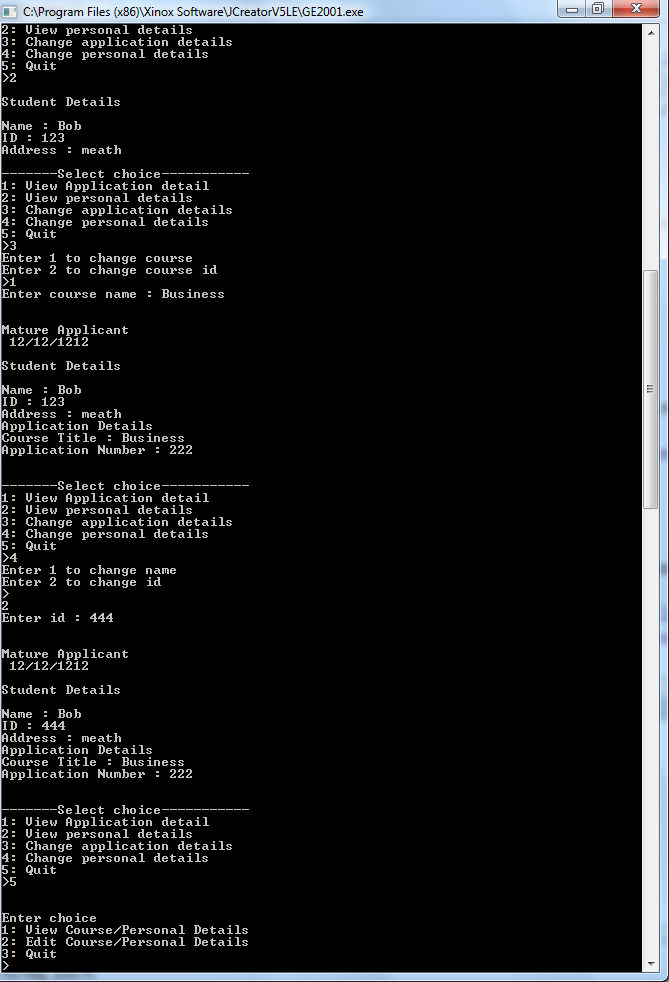 C:\Program Files (x86)\Xinox Software\JCreatorV5LE\GE2001.exe
2: View personal details
3: Change application details
4: Change personal details
5: Quit
>2
Student Details
Name : Bob
ID : 123
Address : meath
-------Select choice-----------
1: View Application detail
2: View personal details
3: Change application details
4: Change personal details
5: Quit
>3
Enter 1 to change course
Enter 2 to change course id
>1
Enter course name : Business
Mature Applicant
12/12/1212
Student Details
Name : Bob
ID : 123
Address : meath
Application Details
Course Title : Business
Application Number : 222
-------Select choice-----------
1: View Application detail
2: View personal details
3: Change application details
4: Change personal details
5: Quit
>4
Enter 1 to change name
Enter 2 to change id
>
2
Enter id : 444
Mature Applicant
12/12/1212
Student Details
Name : Bob
ID : 444
Address : meath
Application Details
Course Title : Business
Application Number : 222
-------Select choice-----------
1: View Application detail
2: View personal details
3: Change application details
4: Change personal details
5: Quit
>5
Enter choice
1: View Course/Personal Details
2: Edit Course/Personal Details
3: Quit
>